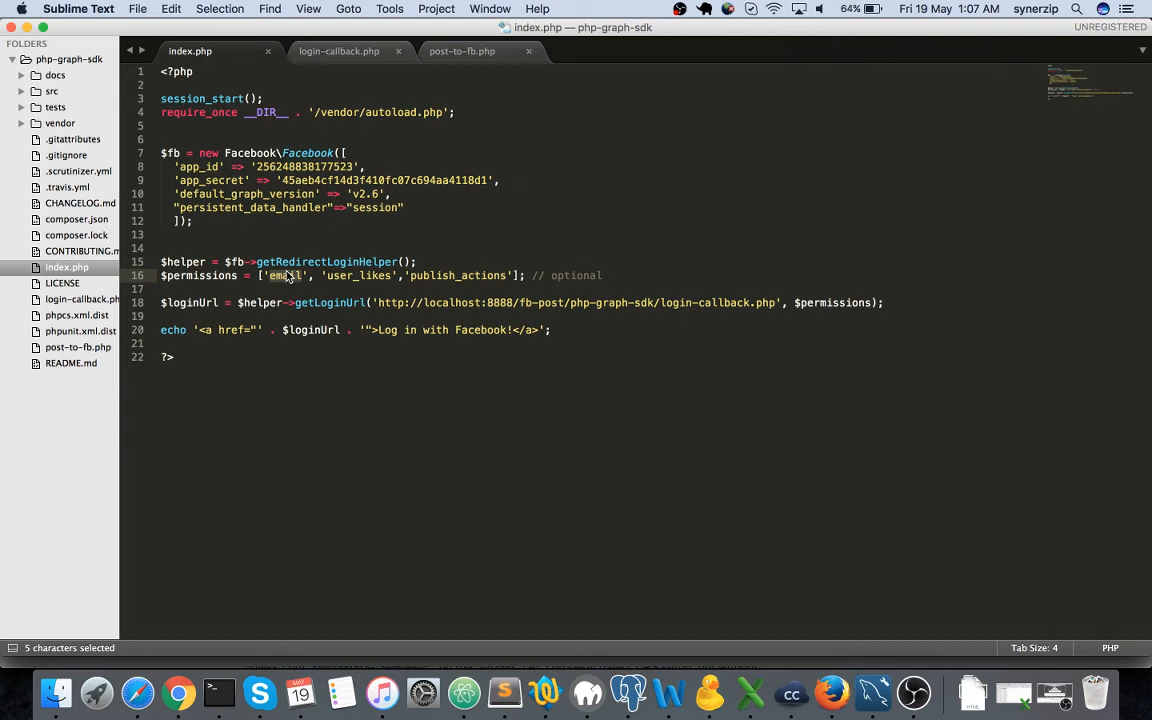 Sublime Text File Edit Selection Find View Goto Tools Project Window Help 64% Fri 19 May 1:07 AM synerzip
index.php — php-graph-sdk UNREGISTERED
FOLDERS
php-graph-sdk
docs
src
tests
vendor
.gitattributes
.gitignore
.scrutinizer.yml
.travis.yml
CHANGELOG.md
composer.json
composer.lock
CONTRIBUTING.m
index.php
LICENSE
login-callback.ph
phpcs.xml.dist
phpunit.xml.dist
post-to-fb.php
README.md
index.php × login-callback.php × post-to-fb.php ×
1 <?php
2
3 session_start();
4 require_once __DIR__ . '/vendor/autoload.php';
5
6
7 $fb = new Facebook\Facebook([
8 'app_id' => '256248838177523',
9 'app_secret' => '45aeb4cf14d3f410fc07c694aa4118d1',
10 'default_graph_version' => 'v2.6',
11 "persistent_data_handler"=>"session"
12 ]);
13
14
15 $helper = $fb->getRedirectLoginHelper();
16 $permissions = ['email', 'user_likes','publish_actions']; // optional
17
18 $loginUrl = $helper->getLoginUrl('http://localhost:8888/fb-post/php-graph-sdk/login-callback.php', $permissions);
19
20 echo '<a href="' . $loginUrl . '">Log in with Facebook!</a>';
21
22 ?>
5 characters selected Tab Size: 4 PHP